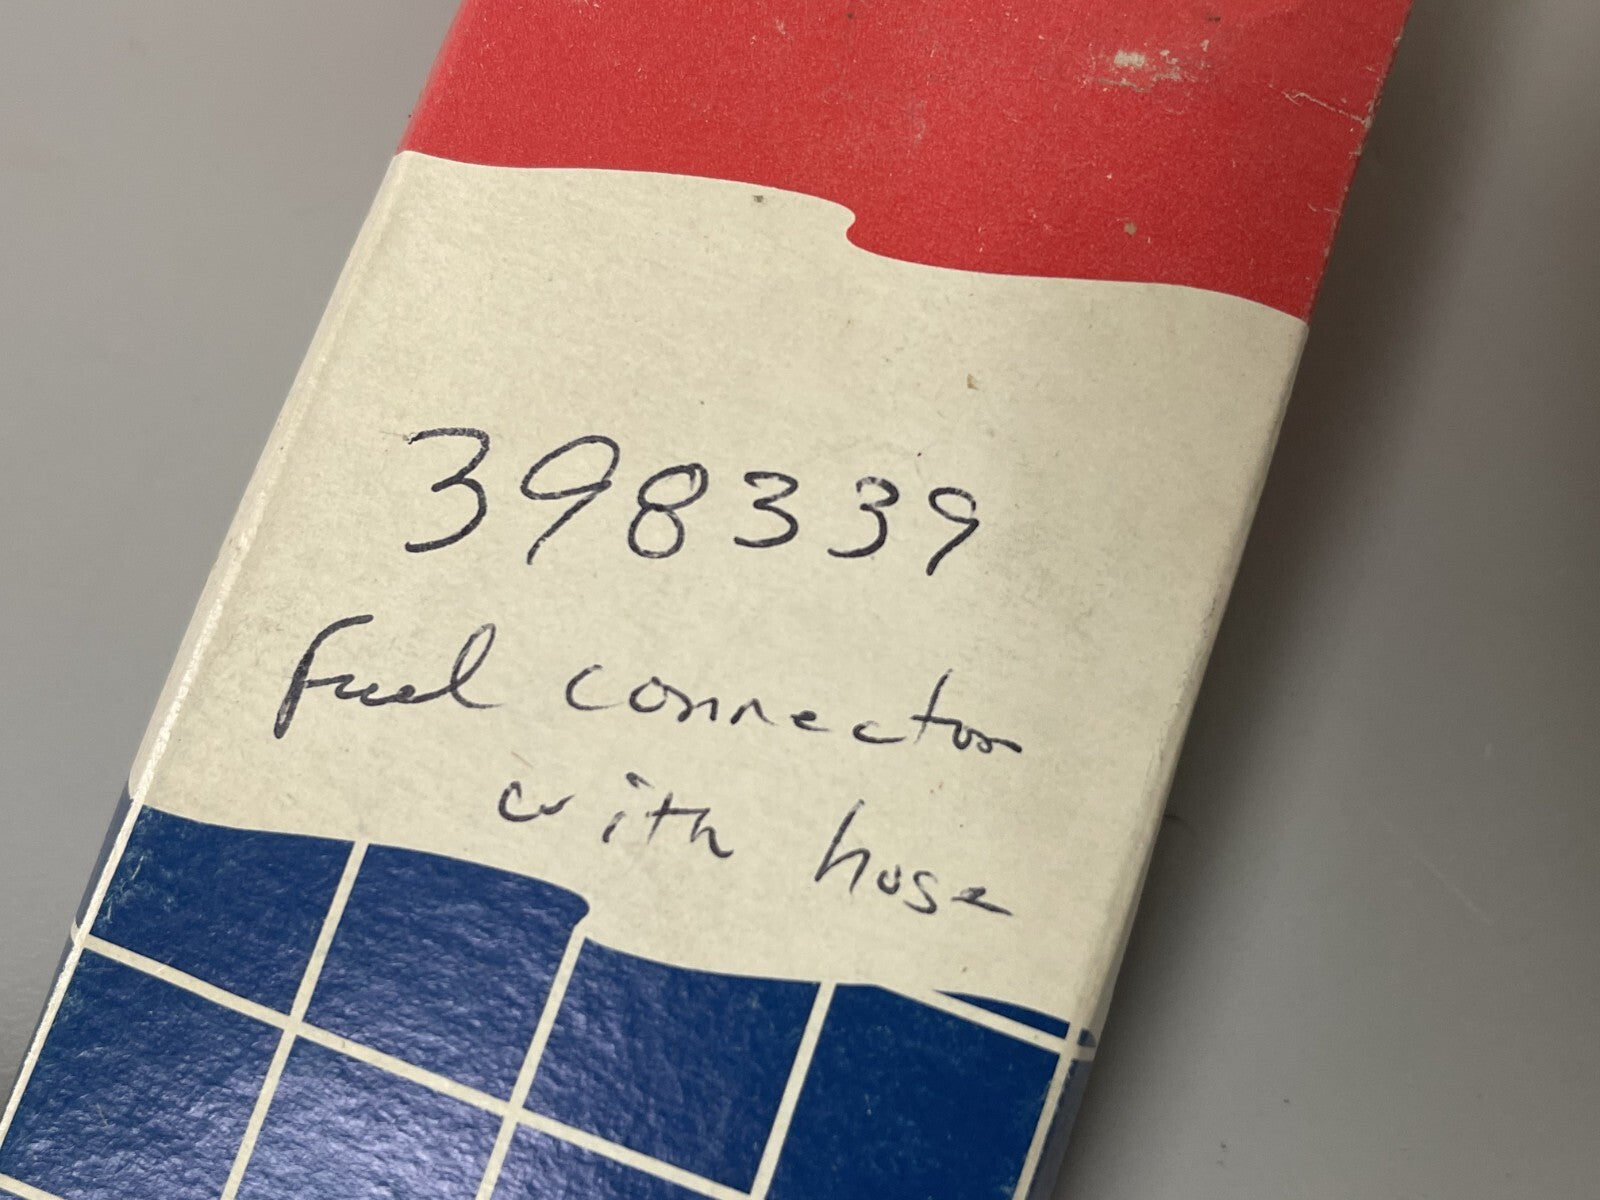 398339
Fuel connector
with hose